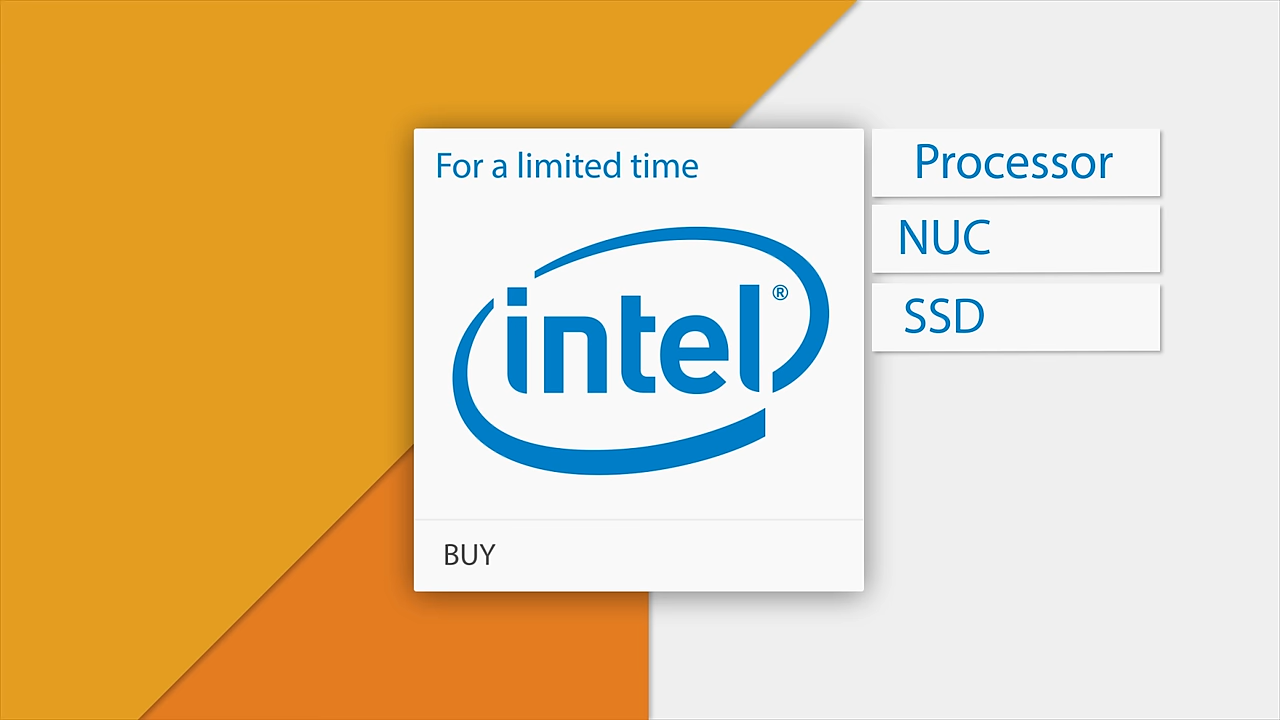 For a limited time
intel®
BUY
Processor
NUC
SSD